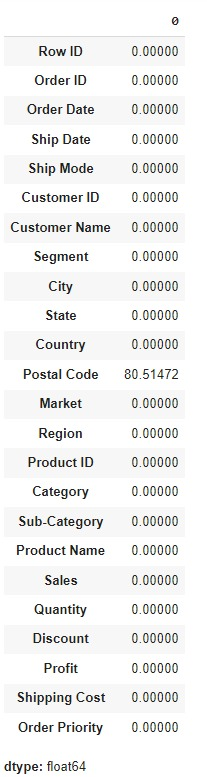 0
Row ID 0.00000
Order ID 0.00000
Order Date 0.00000
Ship Date 0.00000
Ship Mode 0.00000
Customer ID 0.00000
Customer Name 0.00000
Segment 0.00000
City 0.00000
State 0.00000
Country 0.00000
Postal Code 80.51472
Market 0.00000
Region 0.00000
Product ID 0.00000
Category 0.00000
Sub-Category 0.00000
Product Name 0.00000
Sales 0.00000
Quantity 0.00000
Discount 0.00000
Profit 0.00000
Shipping Cost 0.00000
Order Priority 0.00000
dtype: float64